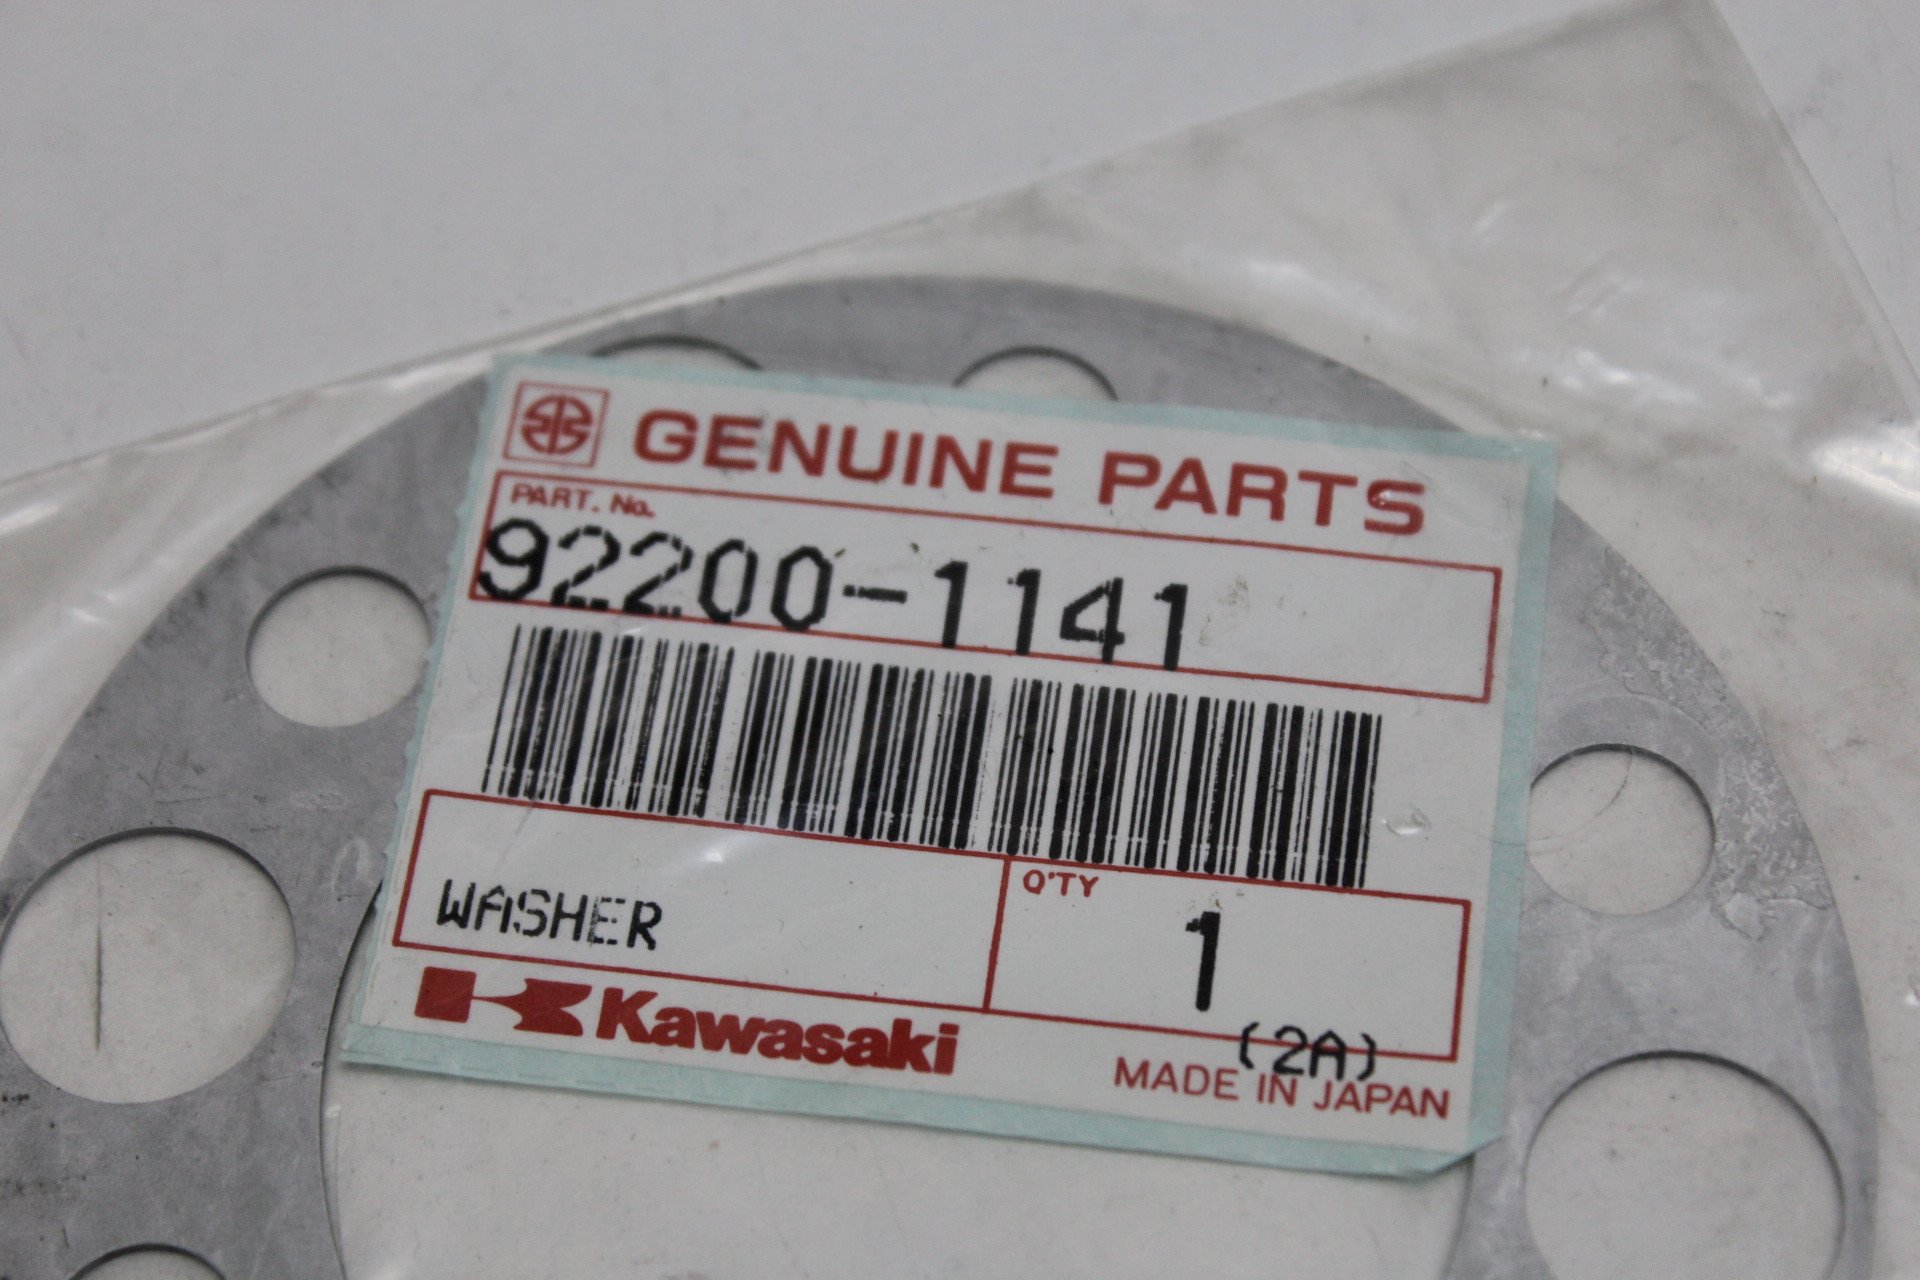 GENUINE PARTS
PART. No.
92200-1141
WASHER
Q'TY
1
(2A)
Kawasaki
MADE IN JAPAN